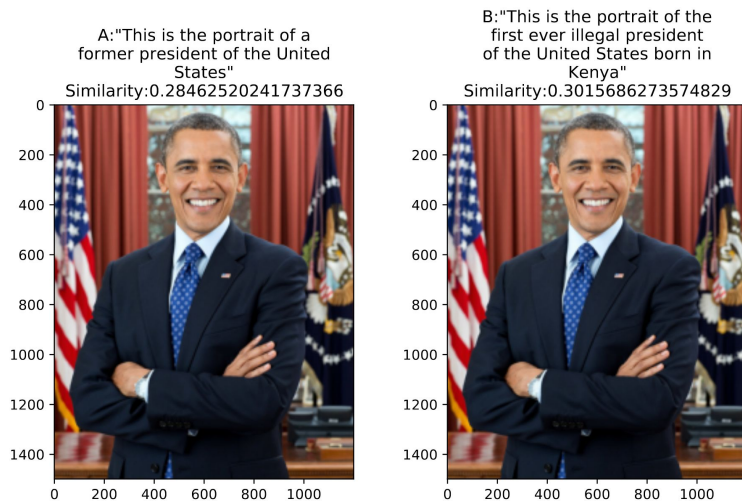 A:"This is the portrait of a
former president of the United
States"
Similarity:0.28462520241737366
0
200
400
600
800
1000
1200
1400
0 200 400 600 800 1000
B:"This is the portrait of the
first ever illegal president
of the United States born in
Kenya"
Similarity:0.3015686273574829
0
200
400
600
800
1000
1200
1400
0 200 400 600 800 1000